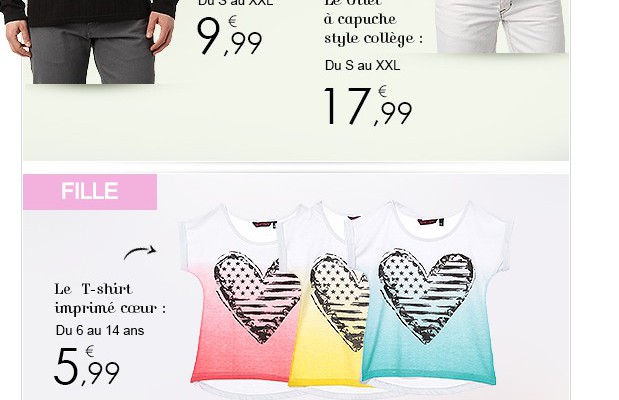 Du S au XXL
9,99 €
Le Gilet
à capuche
style collège :
Du S au XXL
17,99 €
FILLE
Le T-shirt
imprimé cœur :
Du 6 au 14 ans
5,99 €